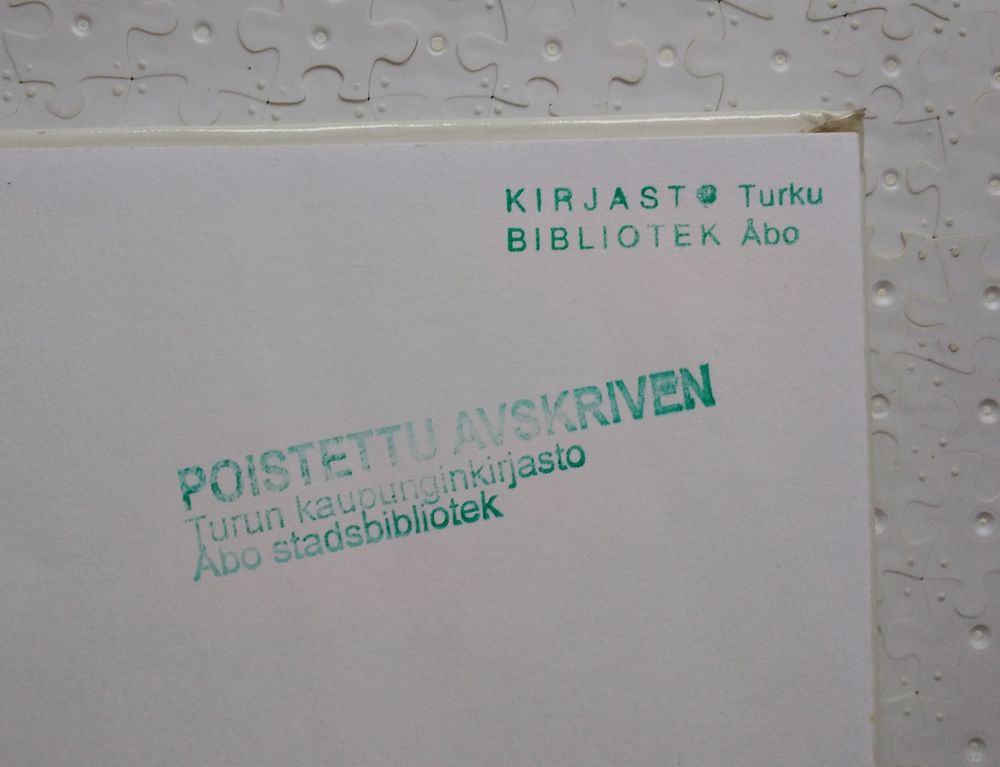 KIRJASTO Turku
BIBLIOTEK Åbo
POISTETTU AVSKRIVEN
Turun kaupunginkirjasto
Åbo stadsbibliotek